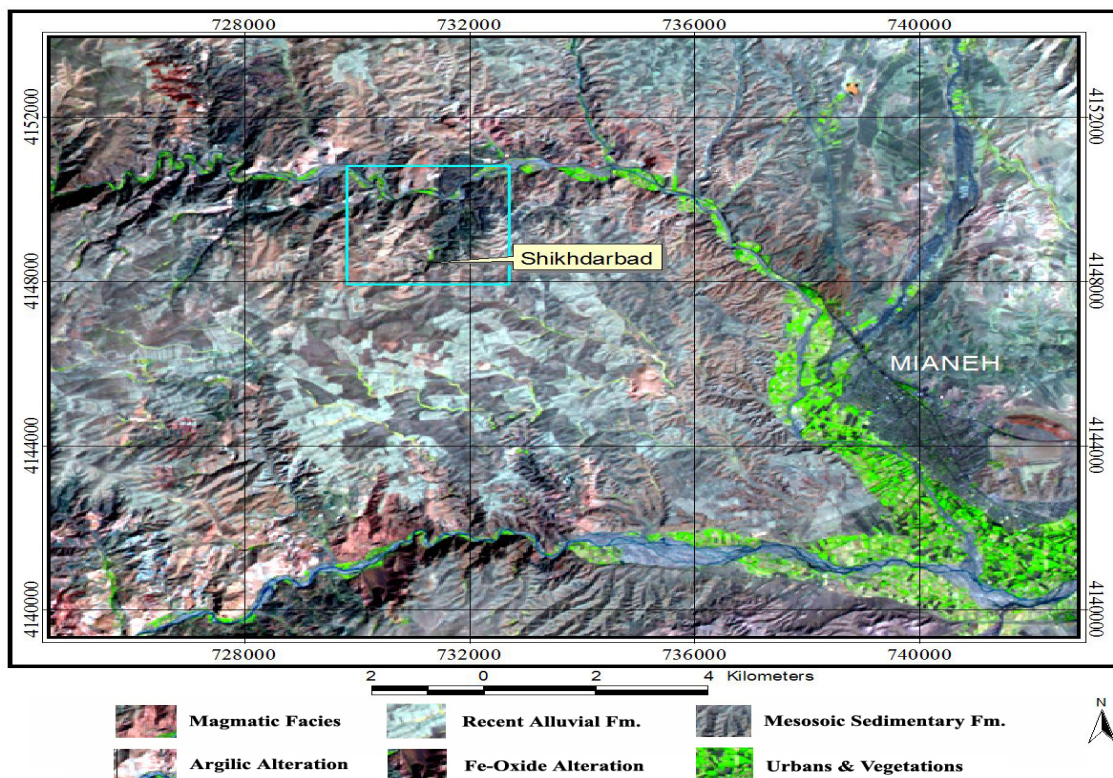 728000 732000 736000 740000
4152000 4152000
4148000 4148000
4144000 4144000
4140000 4140000
Shikhdarbad
MIANEH
728000 732000 736000 740000
2 0 2 4 Kilometers
Magmatic Facies Recent Alluvial Fm. Mesosoic Sedimentary Fm.
N
Argilic Alteration Fe-Oxide Alteration Urbans & Vegetations